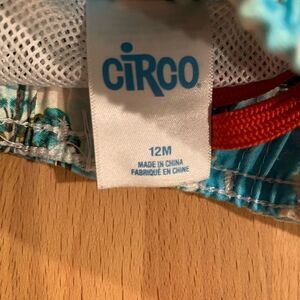 CIRCO
12M
MADE IN CHINA
FABRIQUÉ EN CHINE